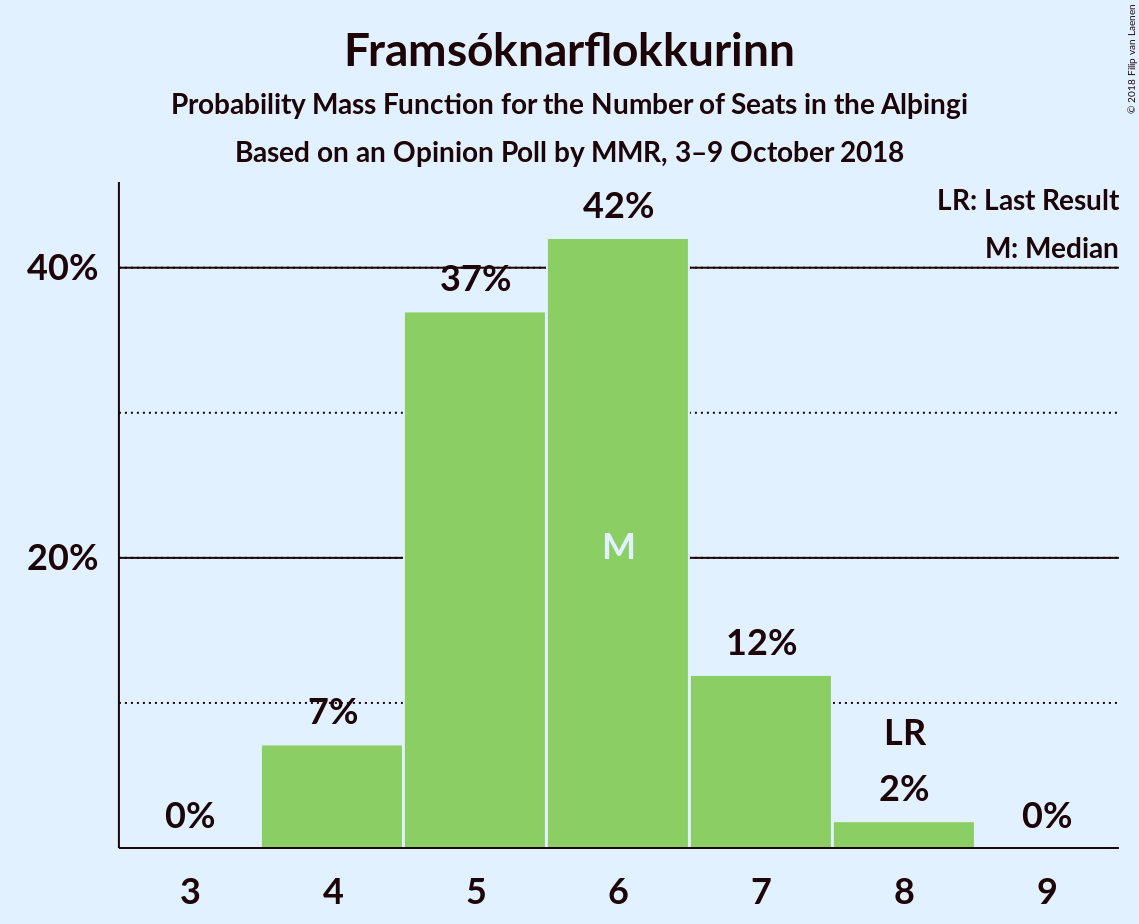 Framsóknarflokkurinn
Probability Mass Function for the Number of Seats in the Alþingi
Based on an Opinion Poll by MMR, 3–9 October 2018
© 2018 Filip van Laenen
LR: Last Result
M: Median
42%
40%
37%
M
20%
12%
7%
LR
2%
0%
0%
3 4 5 6 7 8 9